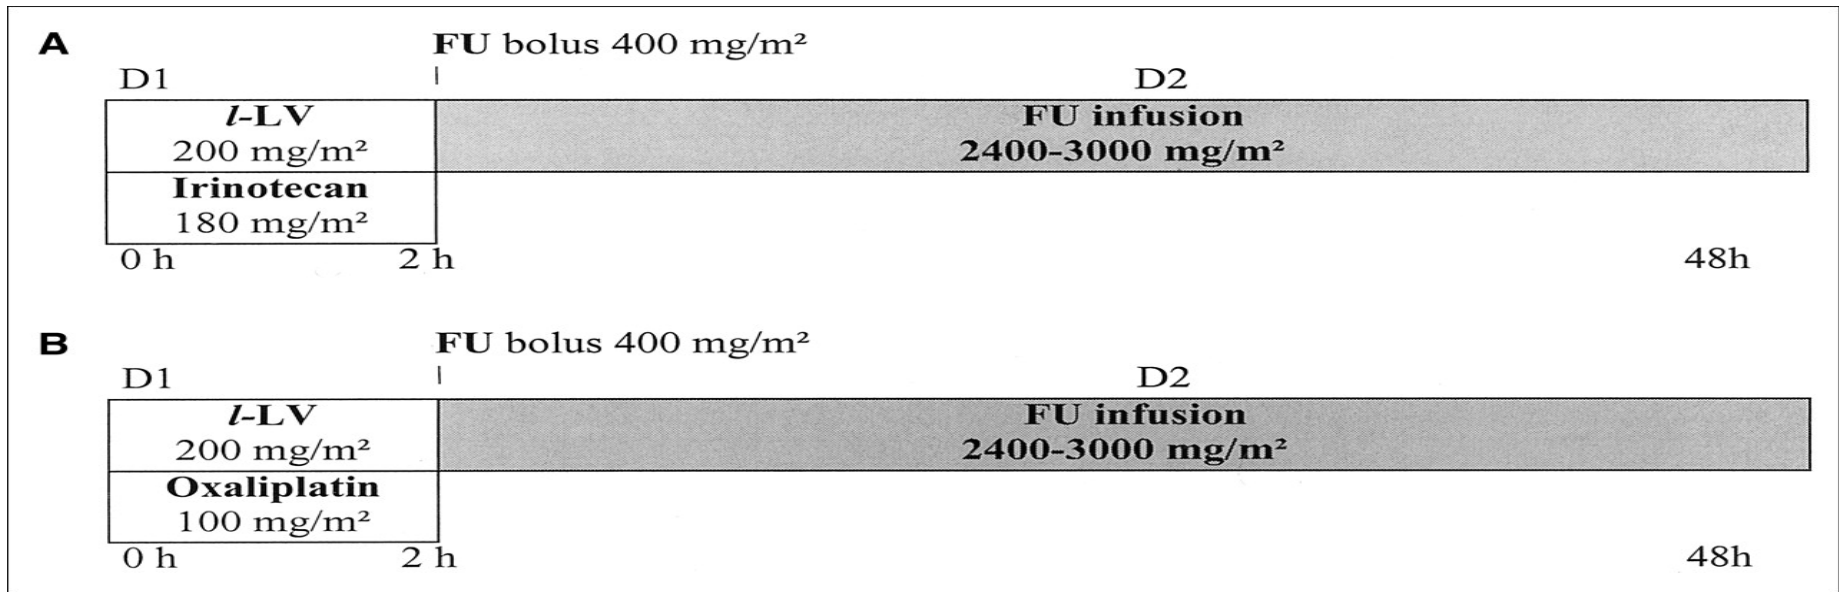 A
FU bolus 400 mg/m²
D1
D2
l-LV
200 mg/m²
FU infusion
2400-3000 mg/m²
Irinotecan
180 mg/m²
0 h
2 h
48h
B
FU bolus 400 mg/m²
D1
D2
l-LV
200 mg/m²
FU infusion
2400-3000 mg/m²
Oxaliplatin
100 mg/m²
0 h
2 h
48h